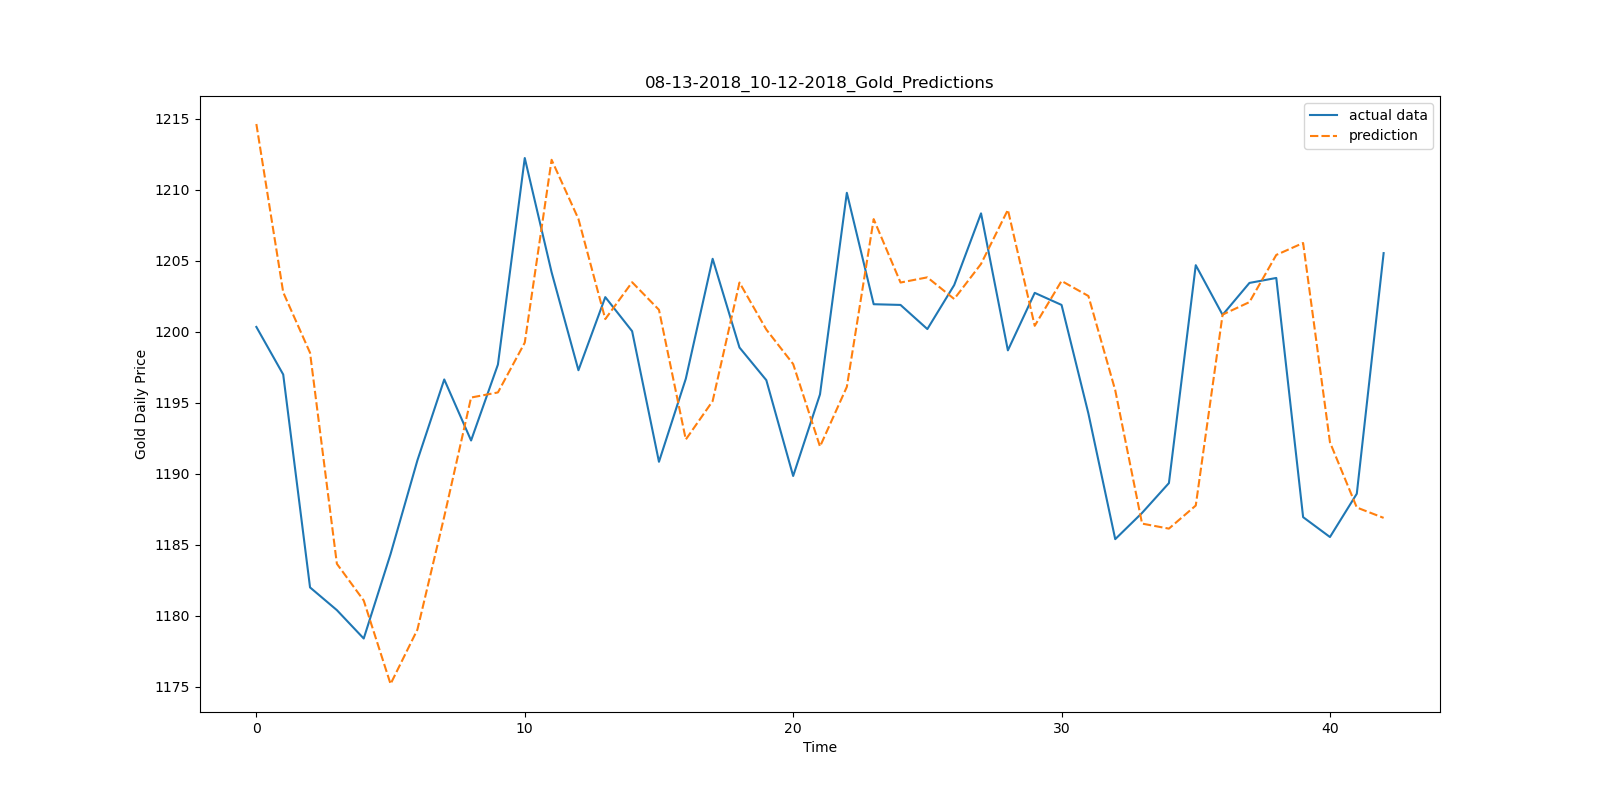 08-13-2018_10-12-2018_Gold_Predictions
actual data
prediction
1215
1210
1205
1200
1195
1190
1185
1180
1175
Gold Daily Price
0 10 20 30 40
Time